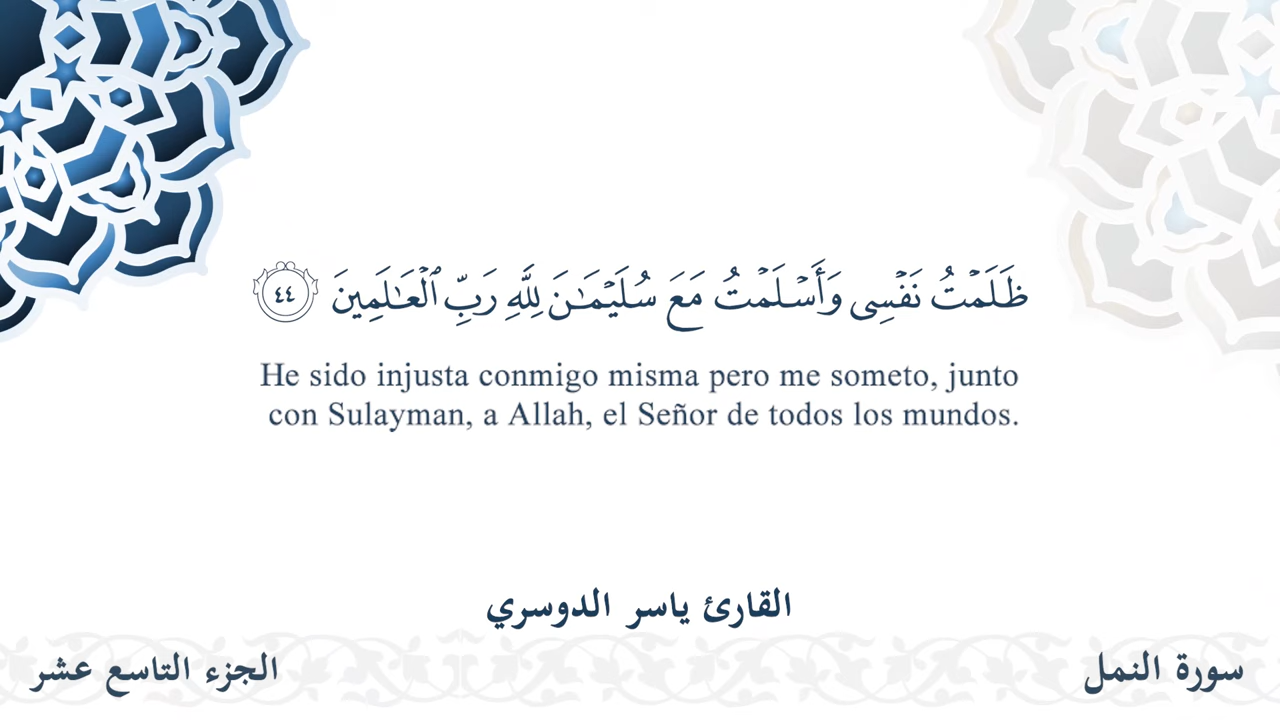 ظَلَمۡتُ نَفۡسِى وَأَسۡلَمۡتُ مَعَ سُلَيۡمَـٰنَ لِلَّهِ رَبِّ ٱلۡعَـٰلَمِينَ ٤٤
He sido injusta conmigo misma pero me someto, junto
con Sulayman, a Allah, el Señor de todos los mundos.
القارئ ياسر الدوسري
سورة النمل
الجزء التاسع عشر